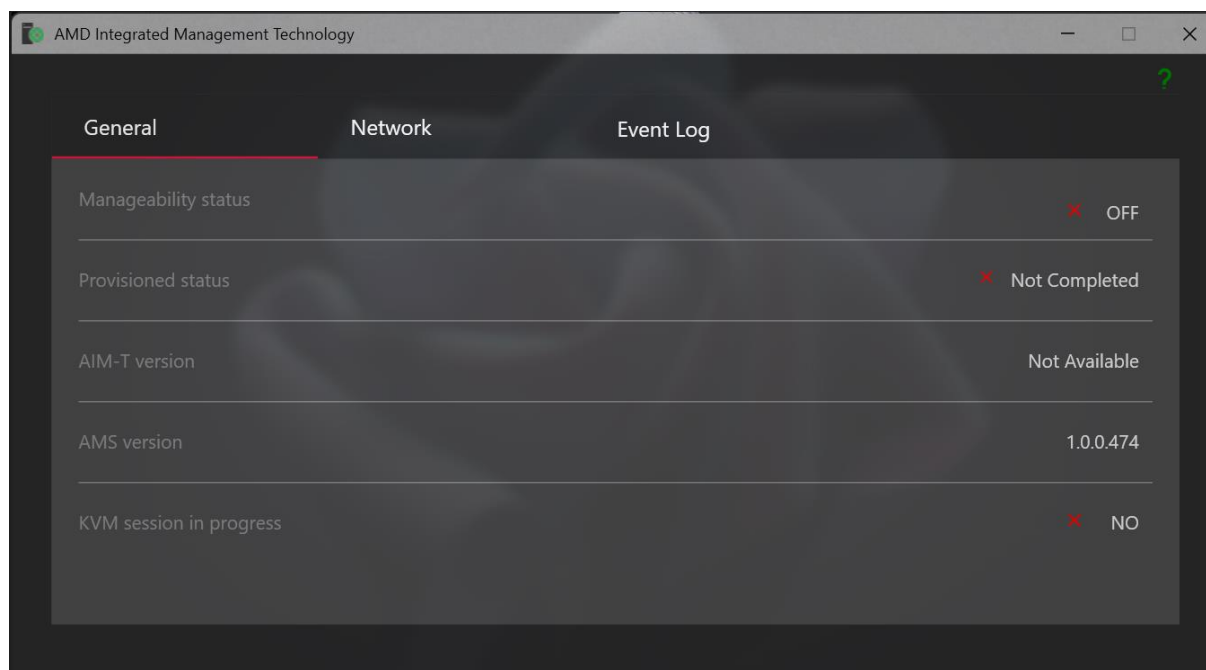 AMD Integrated Management Technology
?
General Network Event Log
Manageability status OFF
Provisioned status Not Completed
AIM-T version Not Available
AMS version 1.0.0.474
KVM session in progress NO